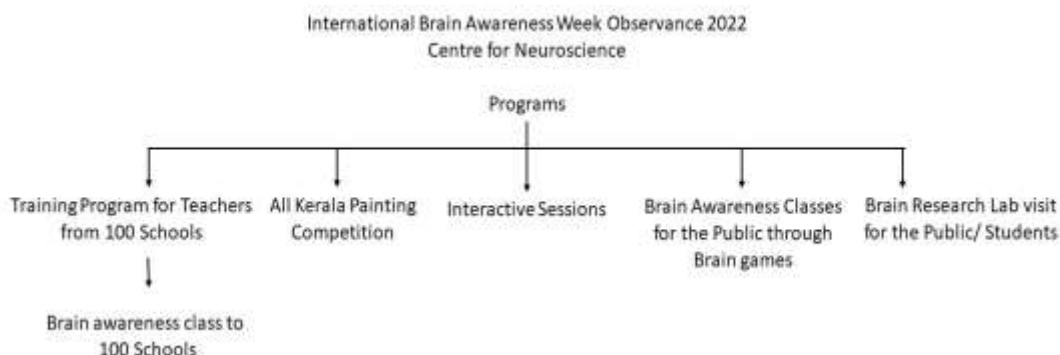 International Brain Awareness Week Observance 2022
Centre for Neuroscience
Programs
Training Program for Teachers
from 100 Schools
All Kerala Painting
Competition
Interactive Sessions
Brain Awareness Classes
for the Public through
Brain games
Brain Research Lab visit
for the Public/ Students
Brain awareness class to
100 Schools